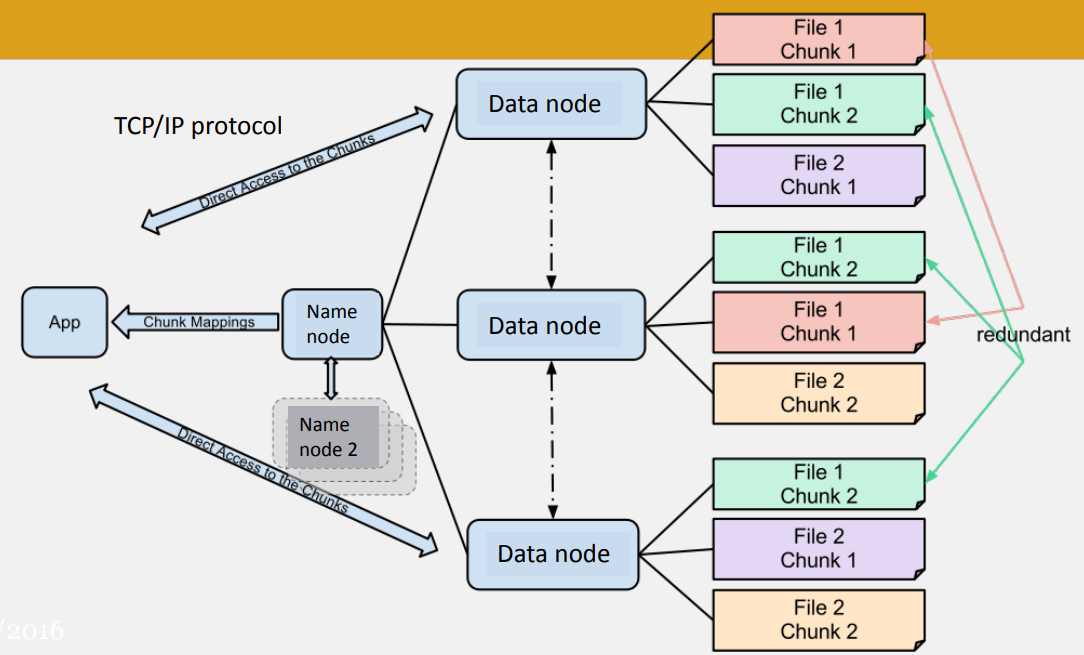 File 1
Chunk 1
Data node
File 1
Chunk 2
TCP/IP protocol
Direct Access to the Chunks
File 2
Chunk 1
File 1
Chunk 2
App
Chunk Mappings
Name
node
Data node
File 1
Chunk 1
redundant
File 2
Chunk 2
Name
node 2
Direct Access to the Chunks
File 1
Chunk 2
Data node
File 2
Chunk 1
File 2
Chunk 2
/2016